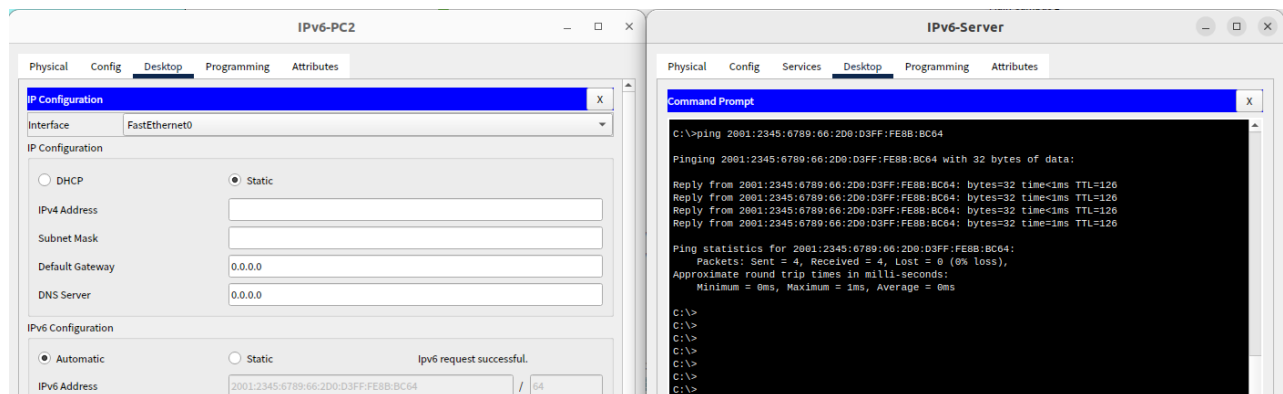 IPv6-PC2
Physical Config Desktop Programming Attributes
IP Configuration X
Interface FastEthernet0
IP Configuration
DHCP Static
IPv4 Address
Subnet Mask
Default Gateway 0.0.0.0
DNS Server 0.0.0.0
IPv6 Configuration
Automatic Static Ipv6 request successful.
IPv6 Address 2001:2345:6789:66:2D0:D3FF:FE8B:BC64 / 64
IPv6-Server
Physical Config Services Desktop Programming Attributes
Command Prompt X
C:\>ping 2001:2345:6789:66:2D0:D3FF:FE8B:BC64
Pinging 2001:2345:6789:66:2D0:D3FF:FE8B:BC64 with 32 bytes of data:
Reply from 2001:2345:6789:66:2D0:D3FF:FE8B:BC64: bytes=32 time<1ms TTL=126
Reply from 2001:2345:6789:66:2D0:D3FF:FE8B:BC64: bytes=32 time<1ms TTL=126
Reply from 2001:2345:6789:66:2D0:D3FF:FE8B:BC64: bytes=32 time<1ms TTL=126
Reply from 2001:2345:6789:66:2D0:D3FF:FE8B:BC64: bytes=32 time=1ms TTL=126
Ping statistics for 2001:2345:6789:66:2D0:D3FF:FE8B:BC64:
Packets: Sent = 4, Received = 4, Lost = 0 (0% loss),
Approximate round trip times in milli-seconds:
Minimum = 0ms, Maximum = 1ms, Average = 0ms
C:\>
C:\>
C:\>
C:\>
C:\>
C:\>
C:\>